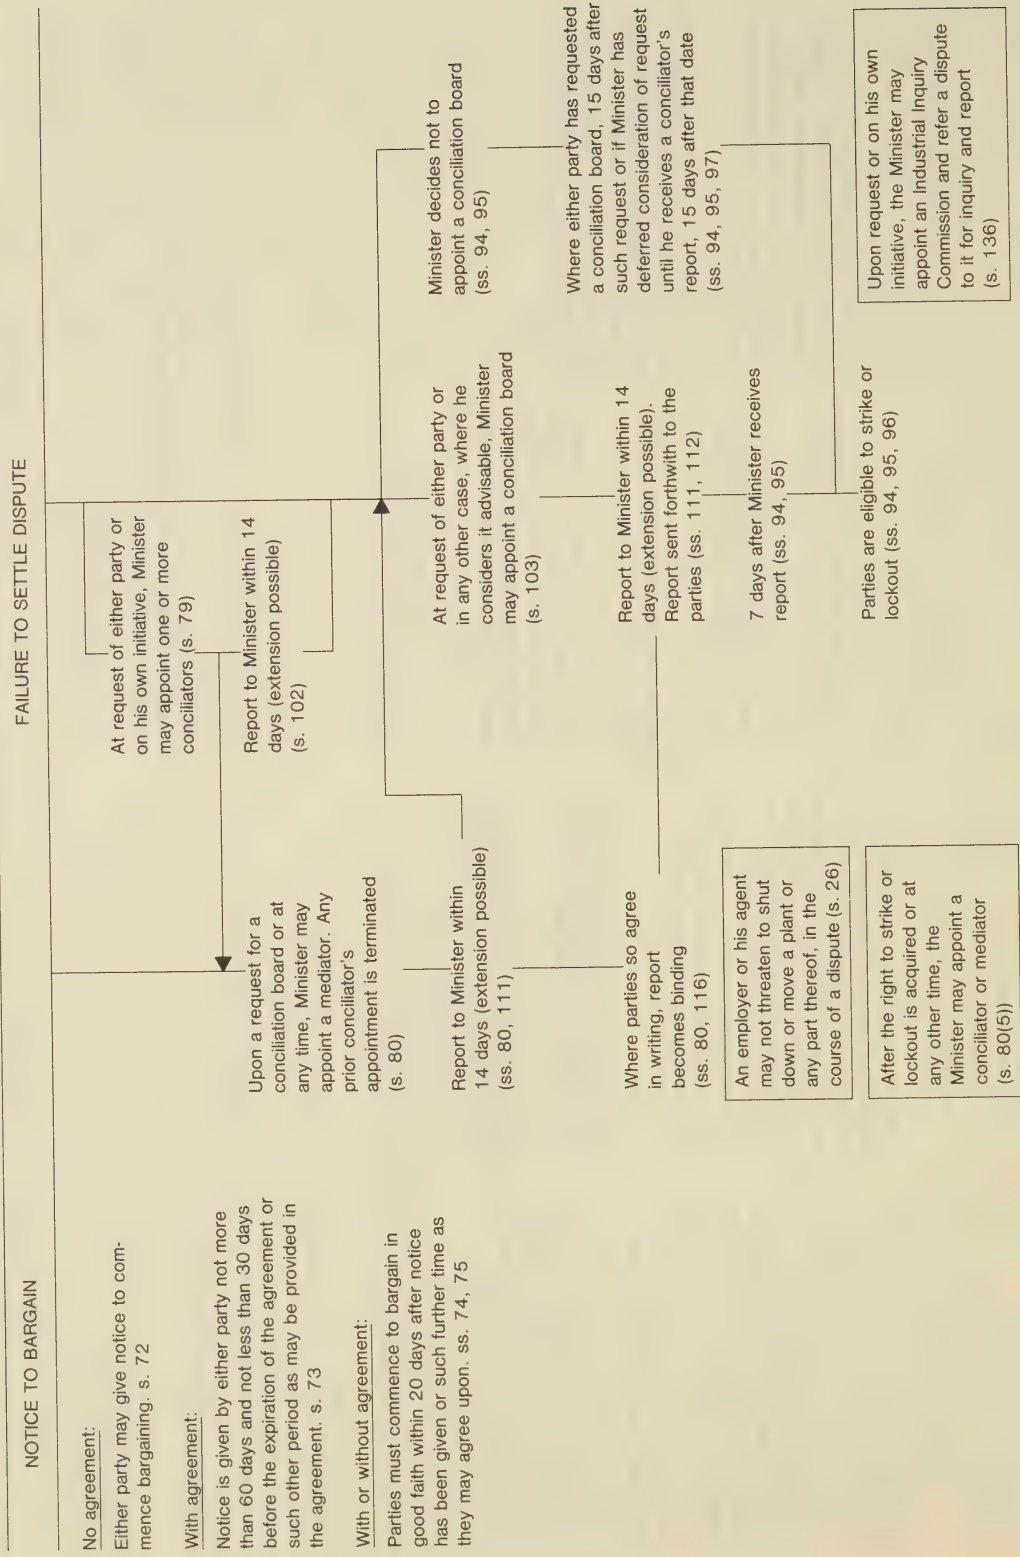 NOTICE TO BARGAIN
No agreement:
Either party may give notice to com-
mence bargaining. s. 72
With agreement:
Notice is given by either party not more
than 60 days and not less than 30 days
before the expiration of the agreement or
such other period as may be provided in
the agreement. s. 73
With or without agreement:
Parties must commence to bargain in
good faith within 20 days after notice
has been given or such further time as
they may agree upon. ss. 74, 75
FAILURE TO SETTLE DISPUTE
At request of either party or
on his own initiative, Minister
may appoint one or more
conciliators (s. 79)
Report to Minister within 14
days (extension possible)
(s. 102)
Upon a request for a
conciliation board or at
any time, Minister may
appoint a mediator. Any
prior conciliator's
appointment is terminated
(s. 80)
Report to Minister within
14 days (extension possible)
(ss. 80, 111)
Where parties so agree
in writing, report
becomes binding
(ss. 80, 116)
An employer or his agent
may not threaten to shut
down or move a plant or
any part thereof, in the
course of a dispute (s. 26)
After the right to strike or
lockout is acquired or at
any other time, the
Minister may appoint a
conciliator or mediator
(s. 80(5))
At request of either party or
in any other case, where he
considers it advisable, Minister
may appoint a conciliation board
(s. 103)
Report to Minister within 14
days (extension possible).
Report sent forthwith to the
parties (ss. 111, 112)
7 days after Minister receives
report (ss. 94, 95)
Parties are eligible to strike or
lockout (ss. 94, 95, 96)
Minister decides not to
appoint a conciliation board
(ss. 94, 95)
Where either party has requested
a conciliation board, 15 days after
such request or if Minister has
deferred consideration of request
until he receives a conciliator's
report, 15 days after that date
(ss. 94, 95, 97)
Upon request or on his own
initiative, the Minister may
appoint an Industrial Inquiry
Commission and refer a dispute
to it for inquiry and report
(s. 136)